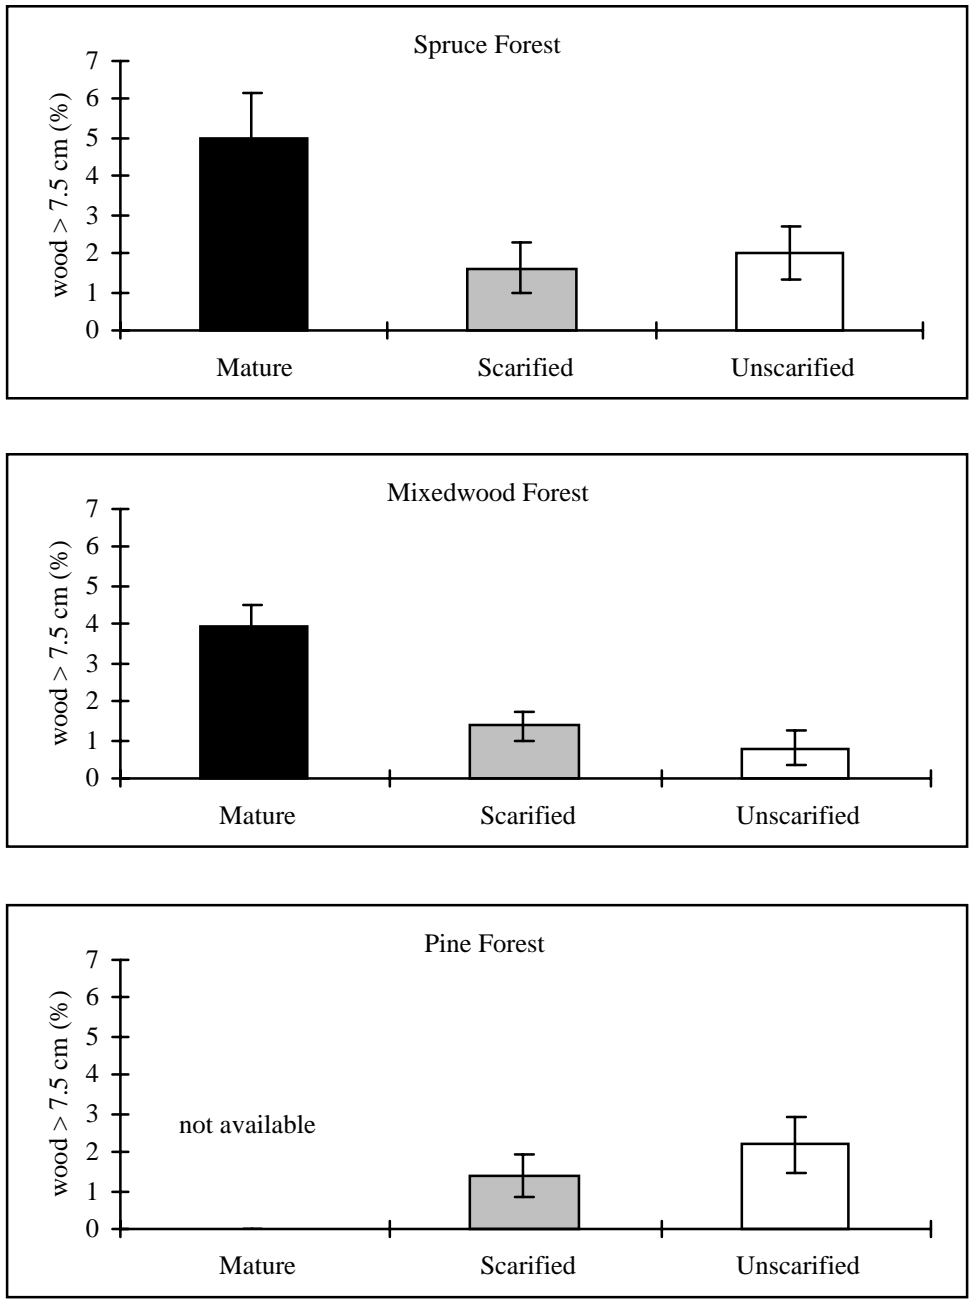 Spruce Forest
wood > 7.5 cm (%)
7
6
5
4
3
2
1
0
Mature Scarified Unscarified
Mixedwood Forest
wood > 7.5 cm (%)
7
6
5
4
3
2
1
0
Mature Scarified Unscarified
Pine Forest
wood > 7.5 cm (%)
7
6
5
4
3
not available
2
1
0
Mature Scarified Unscarified